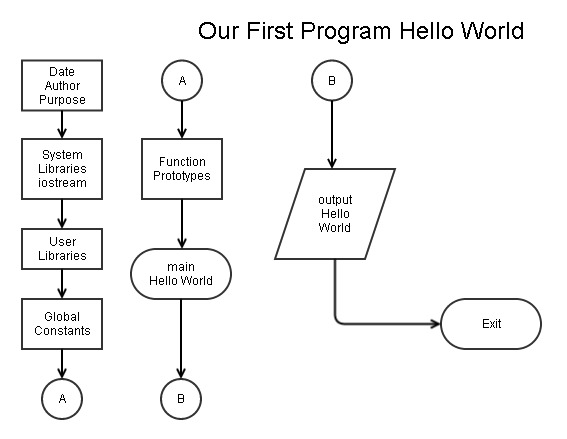 Our First Program Hello World
Date
Author
Purpose
System
Libraries
iostream
User
Libraries
Global
Constants
A
A
Function
Prototypes
main
Hello World
B
B
output
Hello
World
Exit